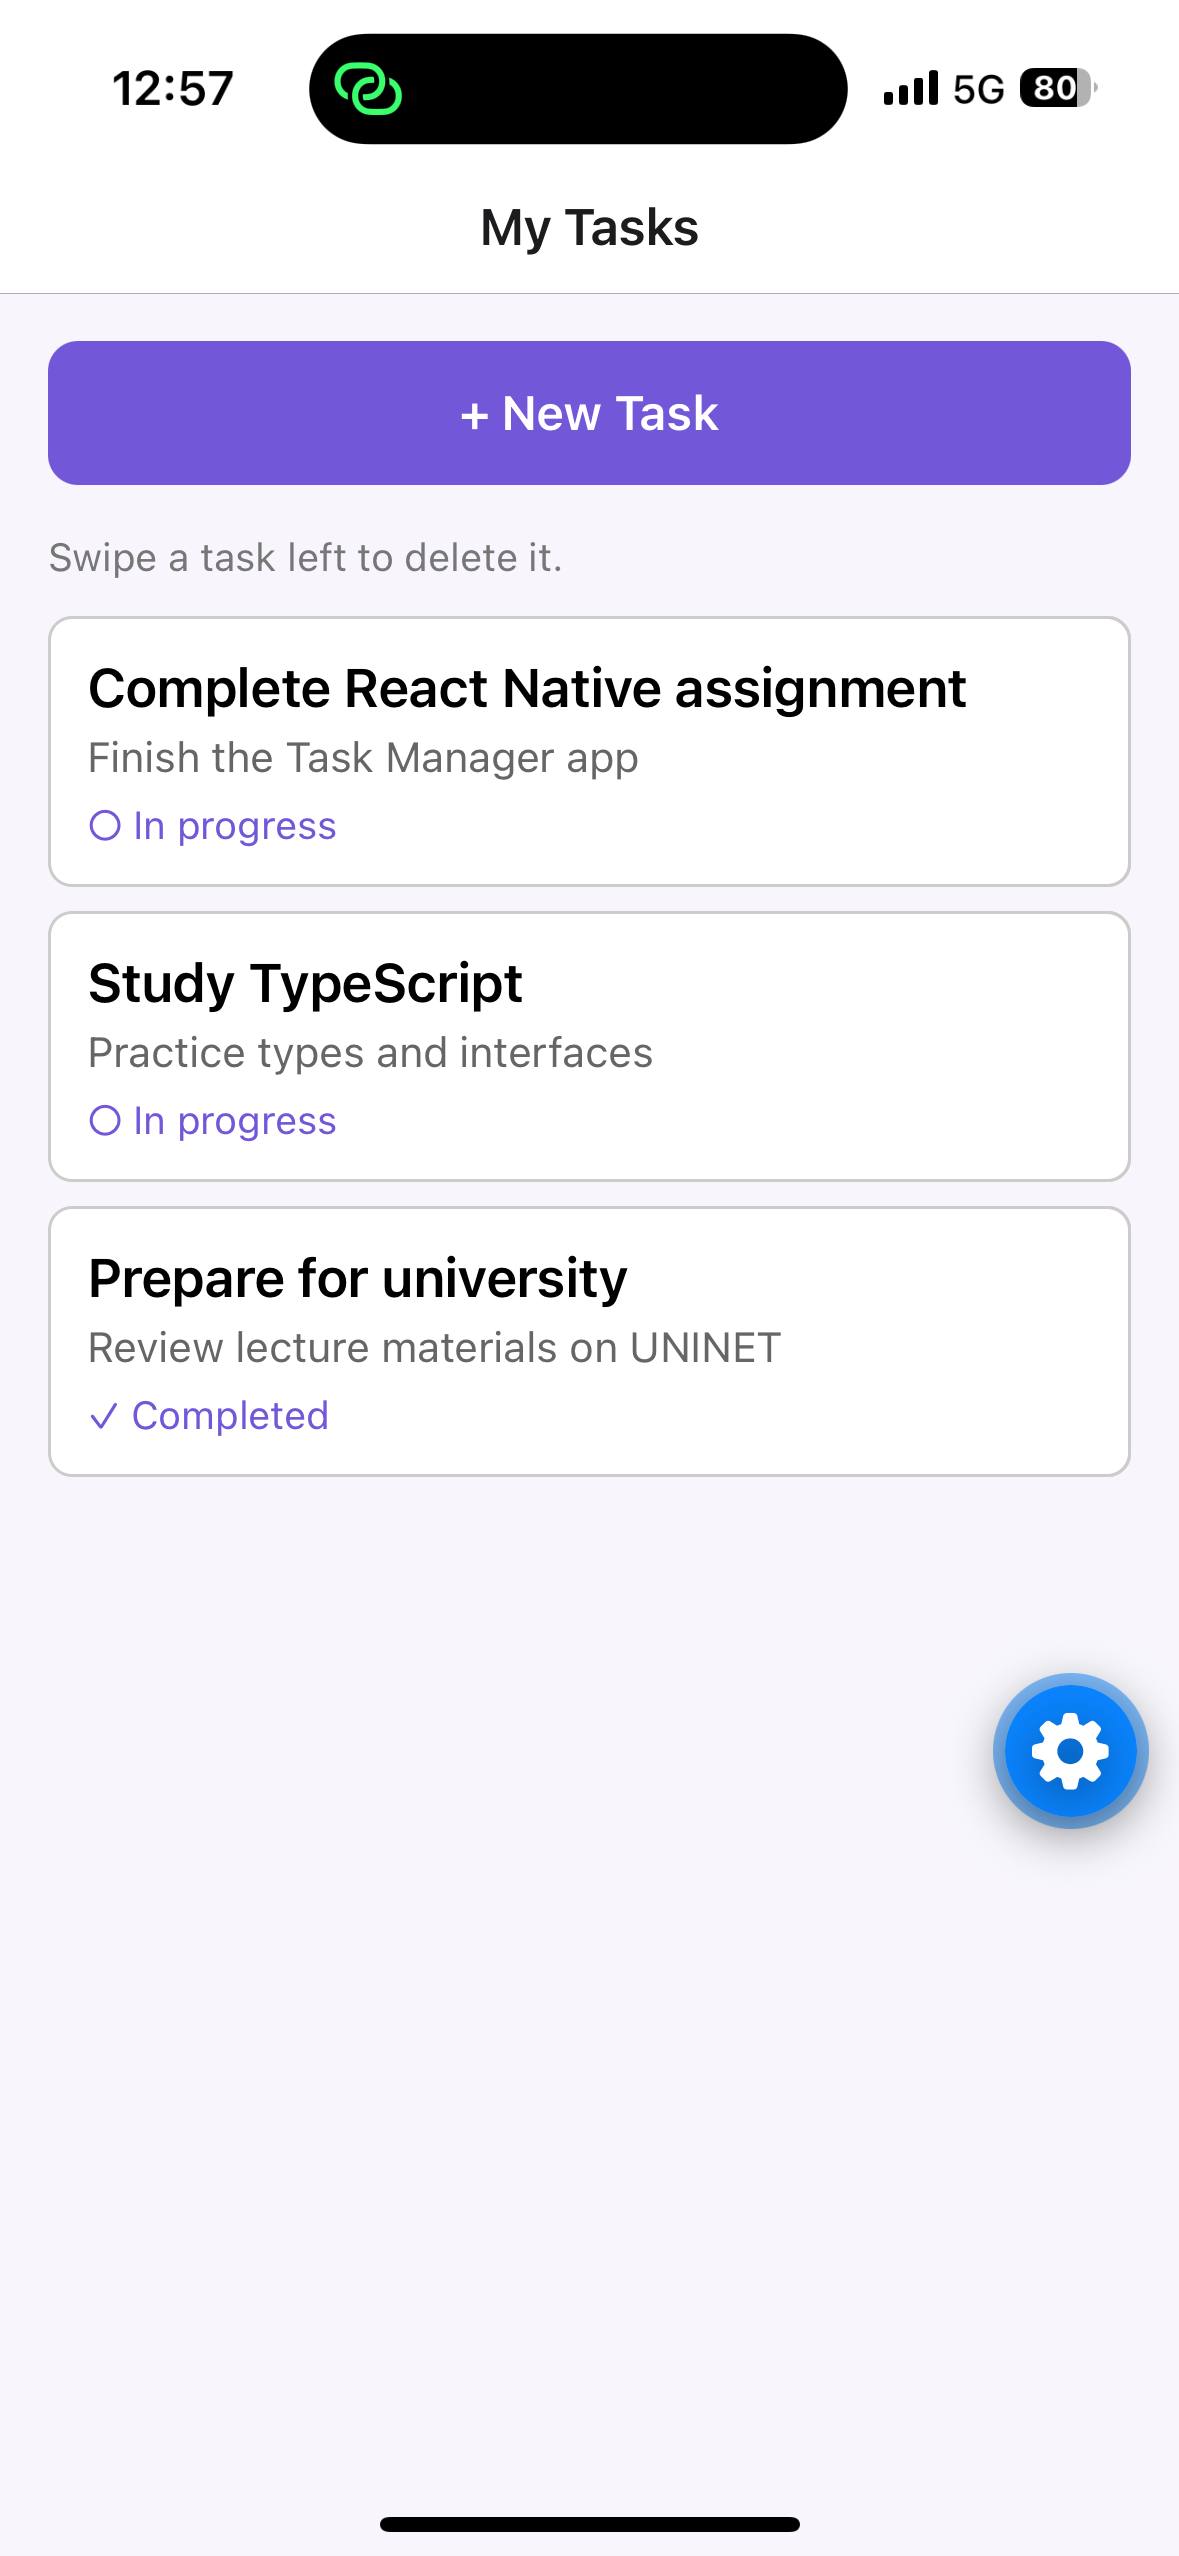 12:57
5G
80
My Tasks
+ New Task
Swipe a task left to delete it.
Complete React Native assignment
Finish the Task Manager app
○ In progress
Study TypeScript
Practice types and interfaces
○ In progress
Prepare for university
Review lecture materials on UNINET
✓ Completed